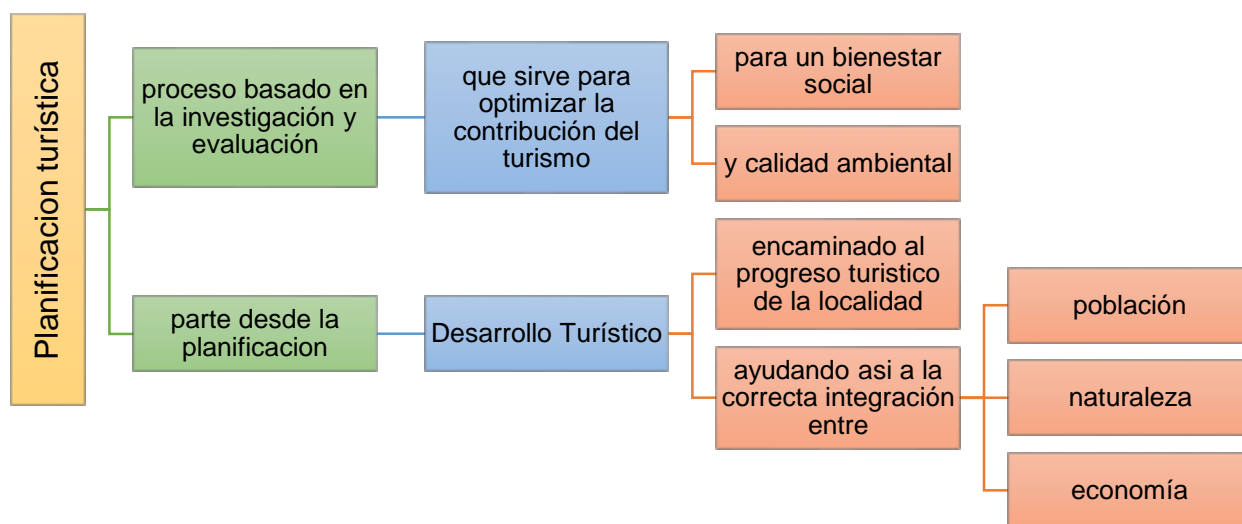 Planificacion turística
proceso basado en
la investigación y
evaluación
que sirve para
optimizar la
contribución del
turismo
para un bienestar
social
y calidad ambiental
parte desde la
planificacion
Desarrollo Turístico
encaminado al
progreso turistico
de la localidad
ayudando asi a la
correcta integración
entre
población
naturaleza
economía